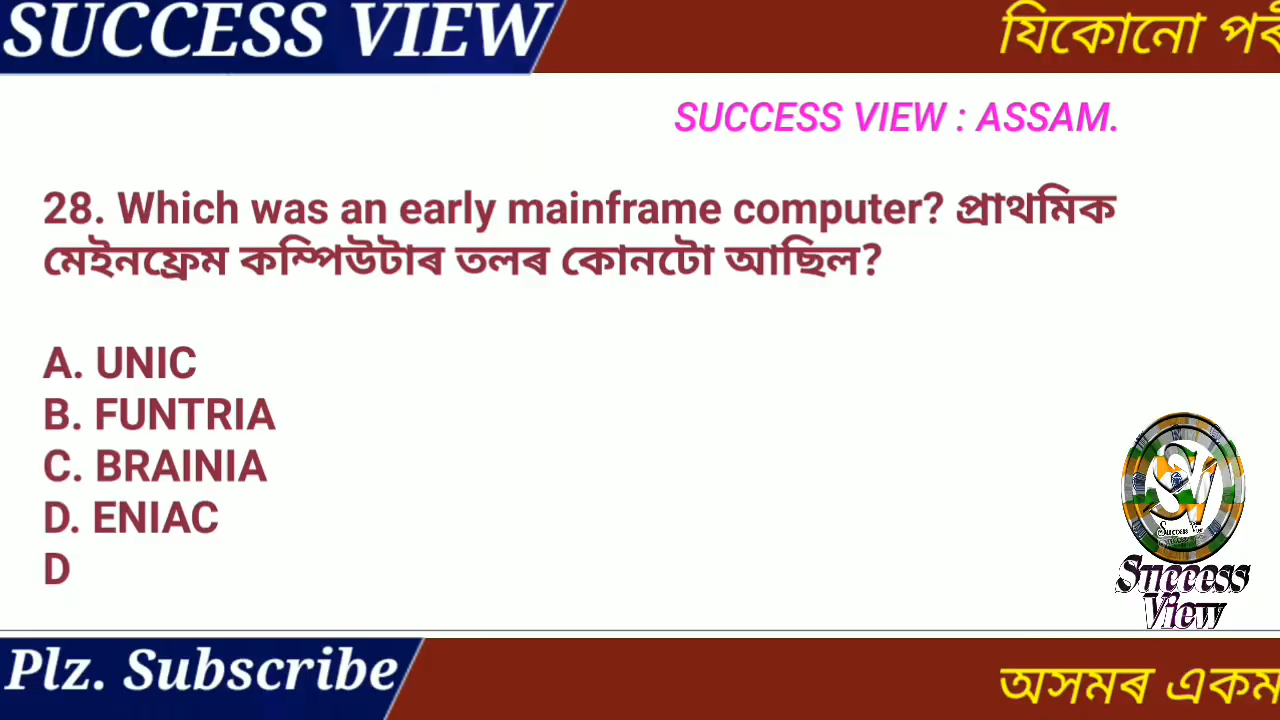 SUCCESS VIEW
যিকোনো
SUCCESS VIEW : ASSAM.
28. Which was an early mainframe computer? প্ৰাথমিক
মেইনফ্ৰেম কম্পিউটাৰ তলৰ কোনটো আছিল?
A. UNIC
B. FUNTRIA
C. BRAINIA
D. ENIAC
D
Success
View
Plz. Subscribe
অসমৰ